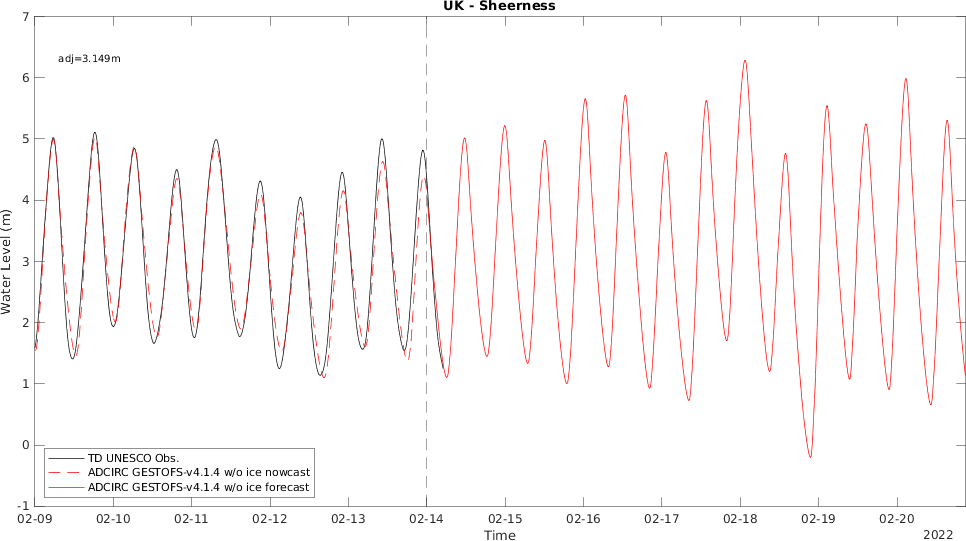 UK - Sheerness
adj=3.149m
Water Level (m)
7
6
5
4
3
2
1
0
-1
TD UNESCO Obs.
ADCIRC GESTOFS-v4.1.4 w/o ice nowcast
ADCIRC GESTOFS-v4.1.4 w/o ice forecast
02-09 02-10 02-11 02-12 02-13 02-14 02-15 02-16 02-17 02-18 02-19 02-20
Time
2022